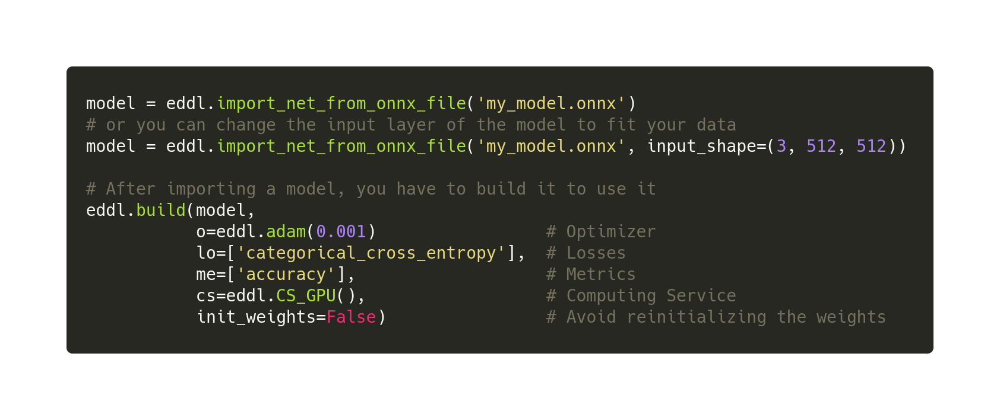 model = eddl.import_net_from_onnx_file('my_model.onnx')
# or you can change the input layer of the model to fit your data
model = eddl.import_net_from_onnx_file('my_model.onnx', input_shape=(3, 512, 512))

# After importing a model, you have to build it to use it
eddl.build(model,
           o=eddl.adam(0.001)                 # Optimizer
           lo=['categorical_cross_entropy'],  # Losses
           me=['accuracy'],                   # Metrics
           cs=eddl.CS_GPU(),                  # Computing Service
           init_weights=False)                # Avoid reinitializing the weights